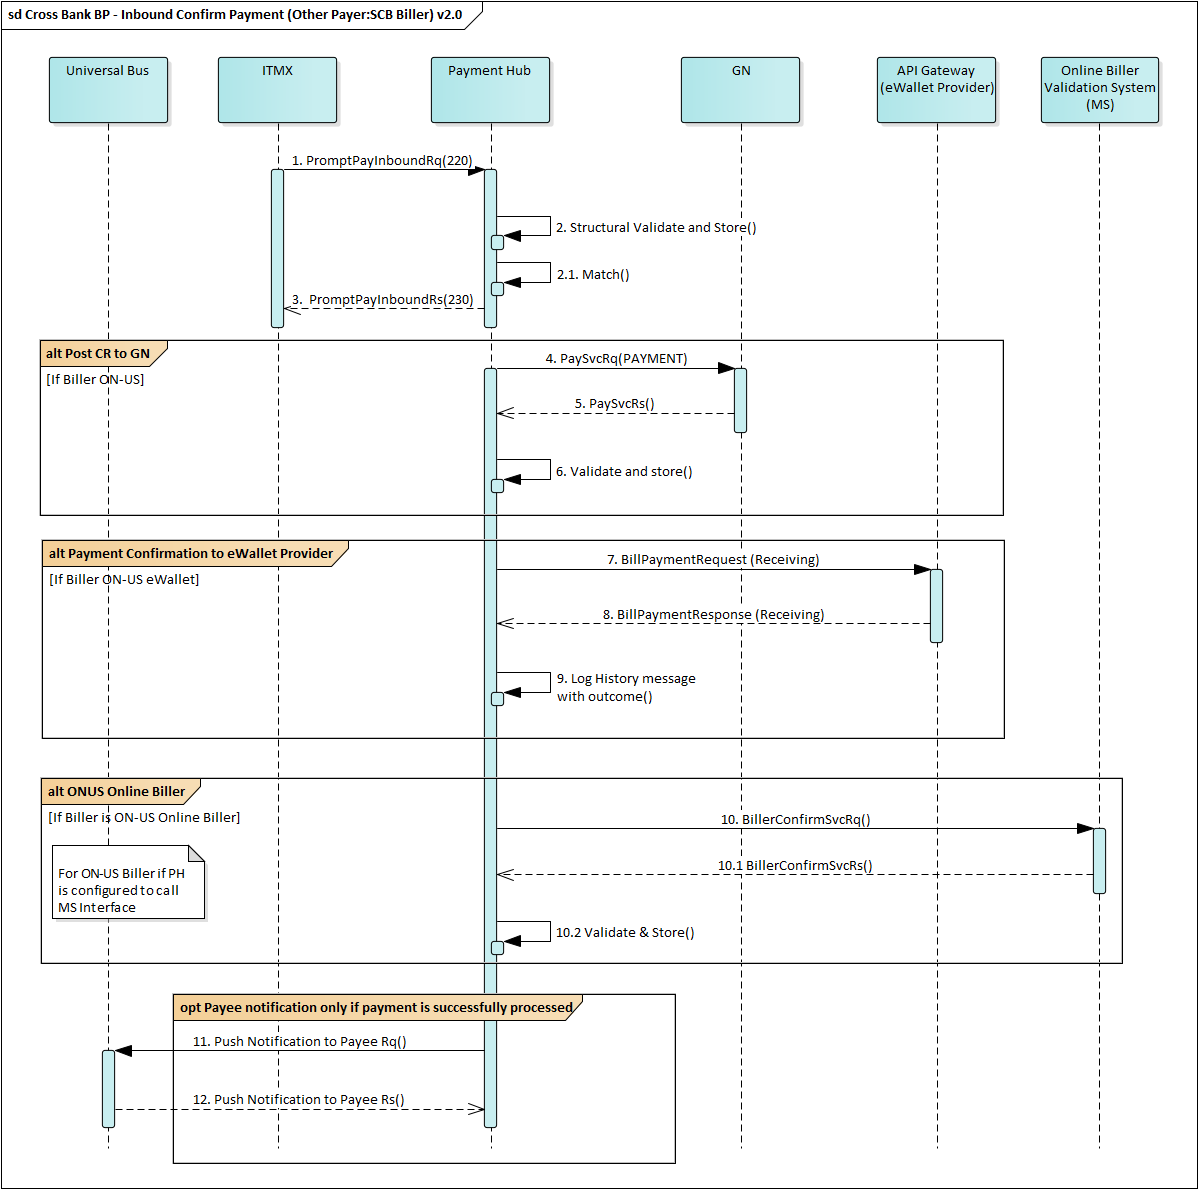 sd Cross Bank BP - Inbound Confirm Payment (Other Payer:SCB Biller) v2.0
Universal Bus
ITMX
Payment Hub
GN
API Gateway
(eWallet Provider)
Online Biller
Validation System
(MS)
1. PromptPayInboundRq(220)
2. Structural Validate and Store()
2.1. Match()
3.  PromptPayInboundRs(230)
alt Post CR to GN
[If Biller ON-US]
4. PaySvcRq(PAYMENT)
5. PaySvcRs()
6. Validate and store()
alt Payment Confirmation to eWallet Provider
[If Biller ON-US eWallet]
7. BillPaymentRequest (Receiving)
8. BillPaymentResponse (Receiving)
9. Log History message
with outcome()
alt ONUS Online Biller
[If Biller is ON-US Online Biller]
10. BillerConfirmSvcRq()
For ON-US Biller if PH
is configured to call
MS Interface
10.1 BillerConfirmSvcRs()
10.2 Validate & Store()
opt Payee notification only if payment is successfully processed
11. Push Notification to Payee Rq()
12. Push Notification to Payee Rs()